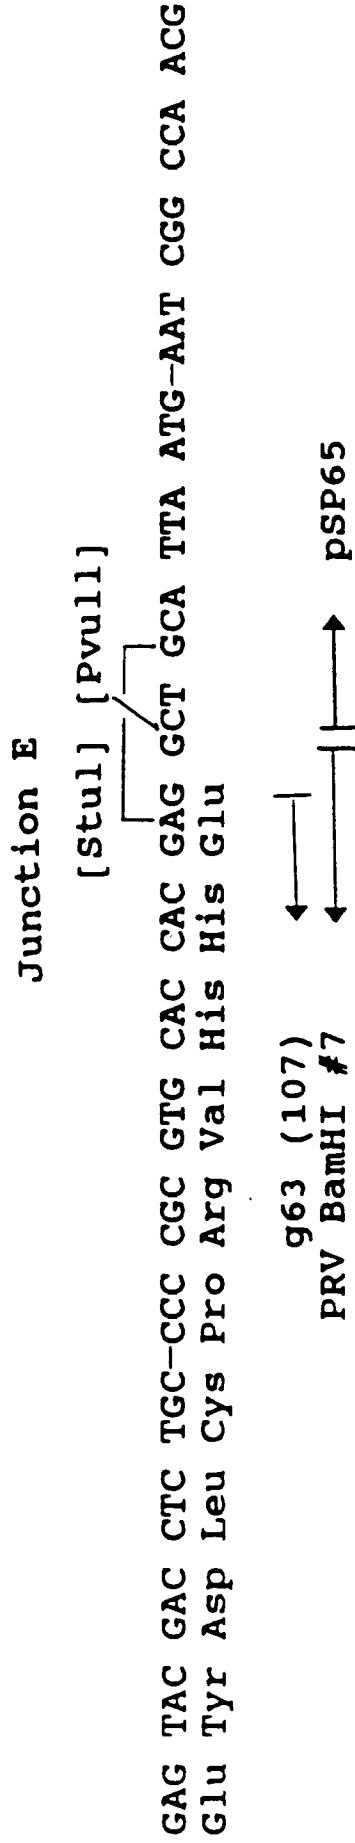 Junction E
[StuI] [PvuII]
GAG TAC GAC CTC TGC-CCC CGC GTG CAC CAC GAG GCT GCA TTA ATG-AAT CGG CCA ACG
Glu Tyr Asp Leu Cys Pro Arg Val His His Glu
g63 (107)
PRV BamHI #7 pSP65